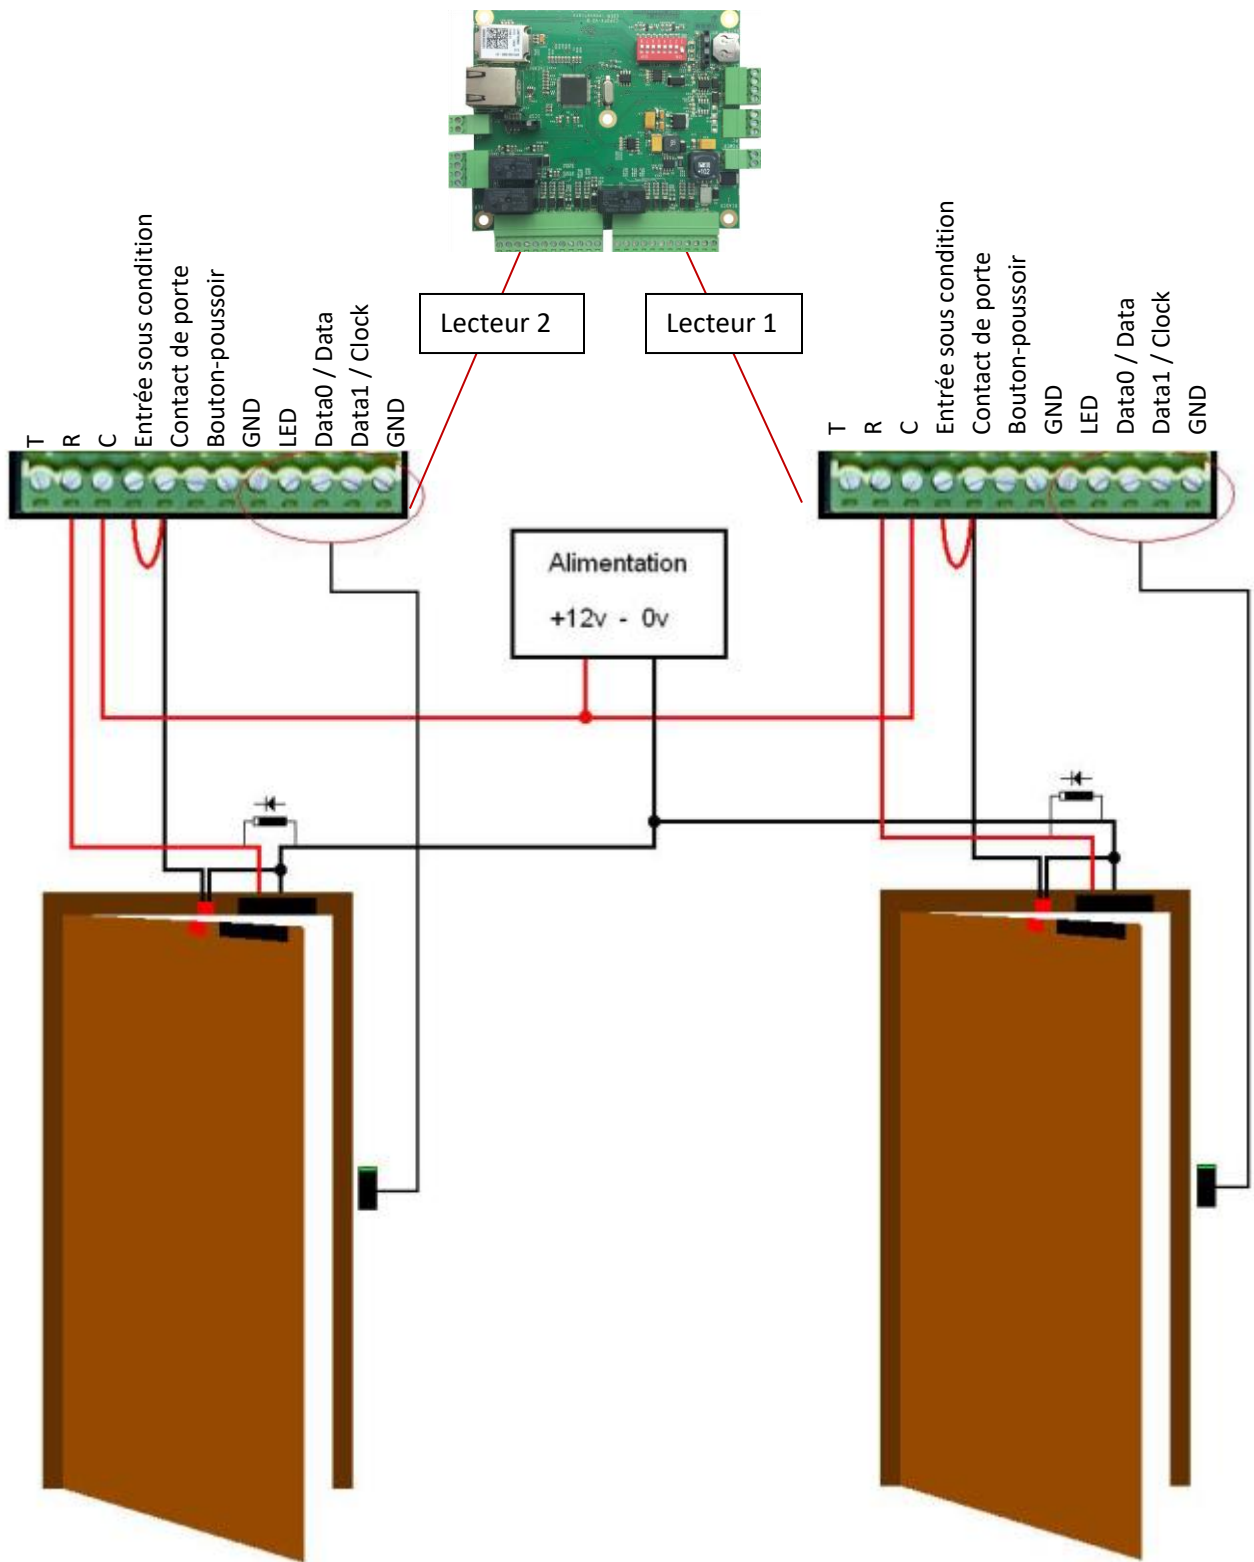 Lecteur 2
Lecteur 1
T
R
C
Entrée sous condition
Contact de porte
Bouton-poussoir
GND
LED
Data0 / Data
Data1 / Clock
GND
T
R
C
Entrée sous condition
Contact de porte
Bouton-poussoir
GND
LED
Data0 / Data
Data1 / Clock
GND
Alimentation
+12v - 0v